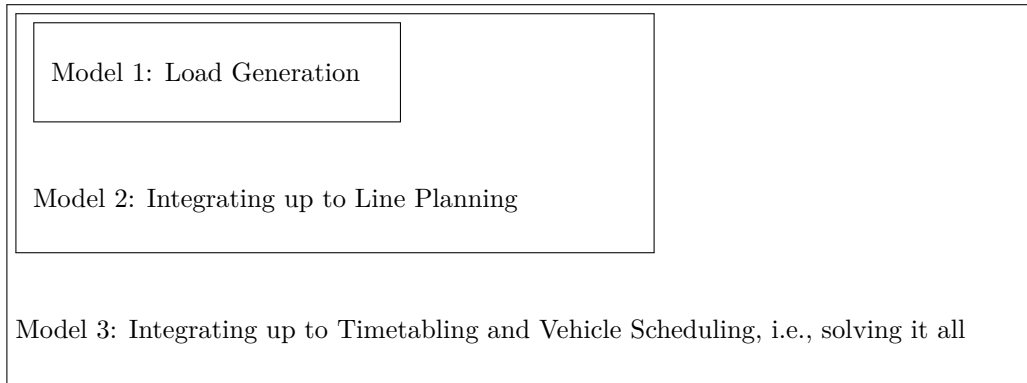 Model 1: Load Generation
Model 2: Integrating up to Line Planning
Model 3: Integrating up to Timetabling and Vehicle Scheduling, i.e., solving it all